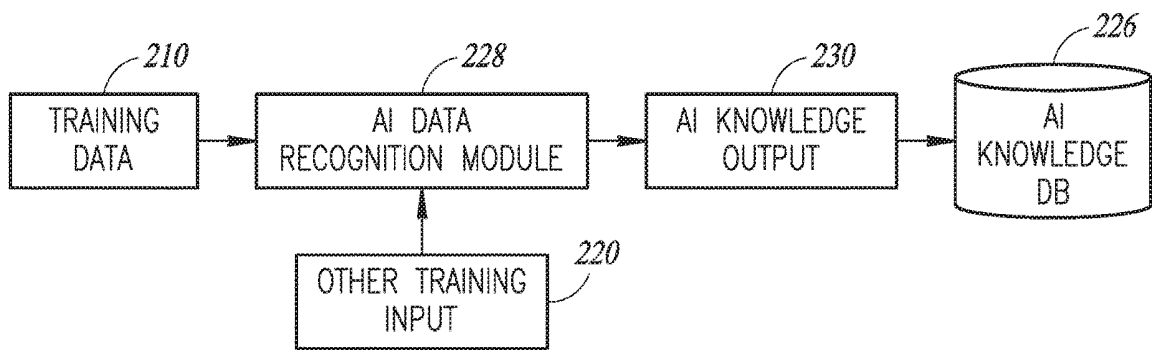 210
228
230
226
TRAINING
DATA
AI DATA
RECOGNITION MODULE
AI KNOWLEDGE
OUTPUT
AI
KNOWLEDGE
DB
OTHER TRAINING
INPUT
220